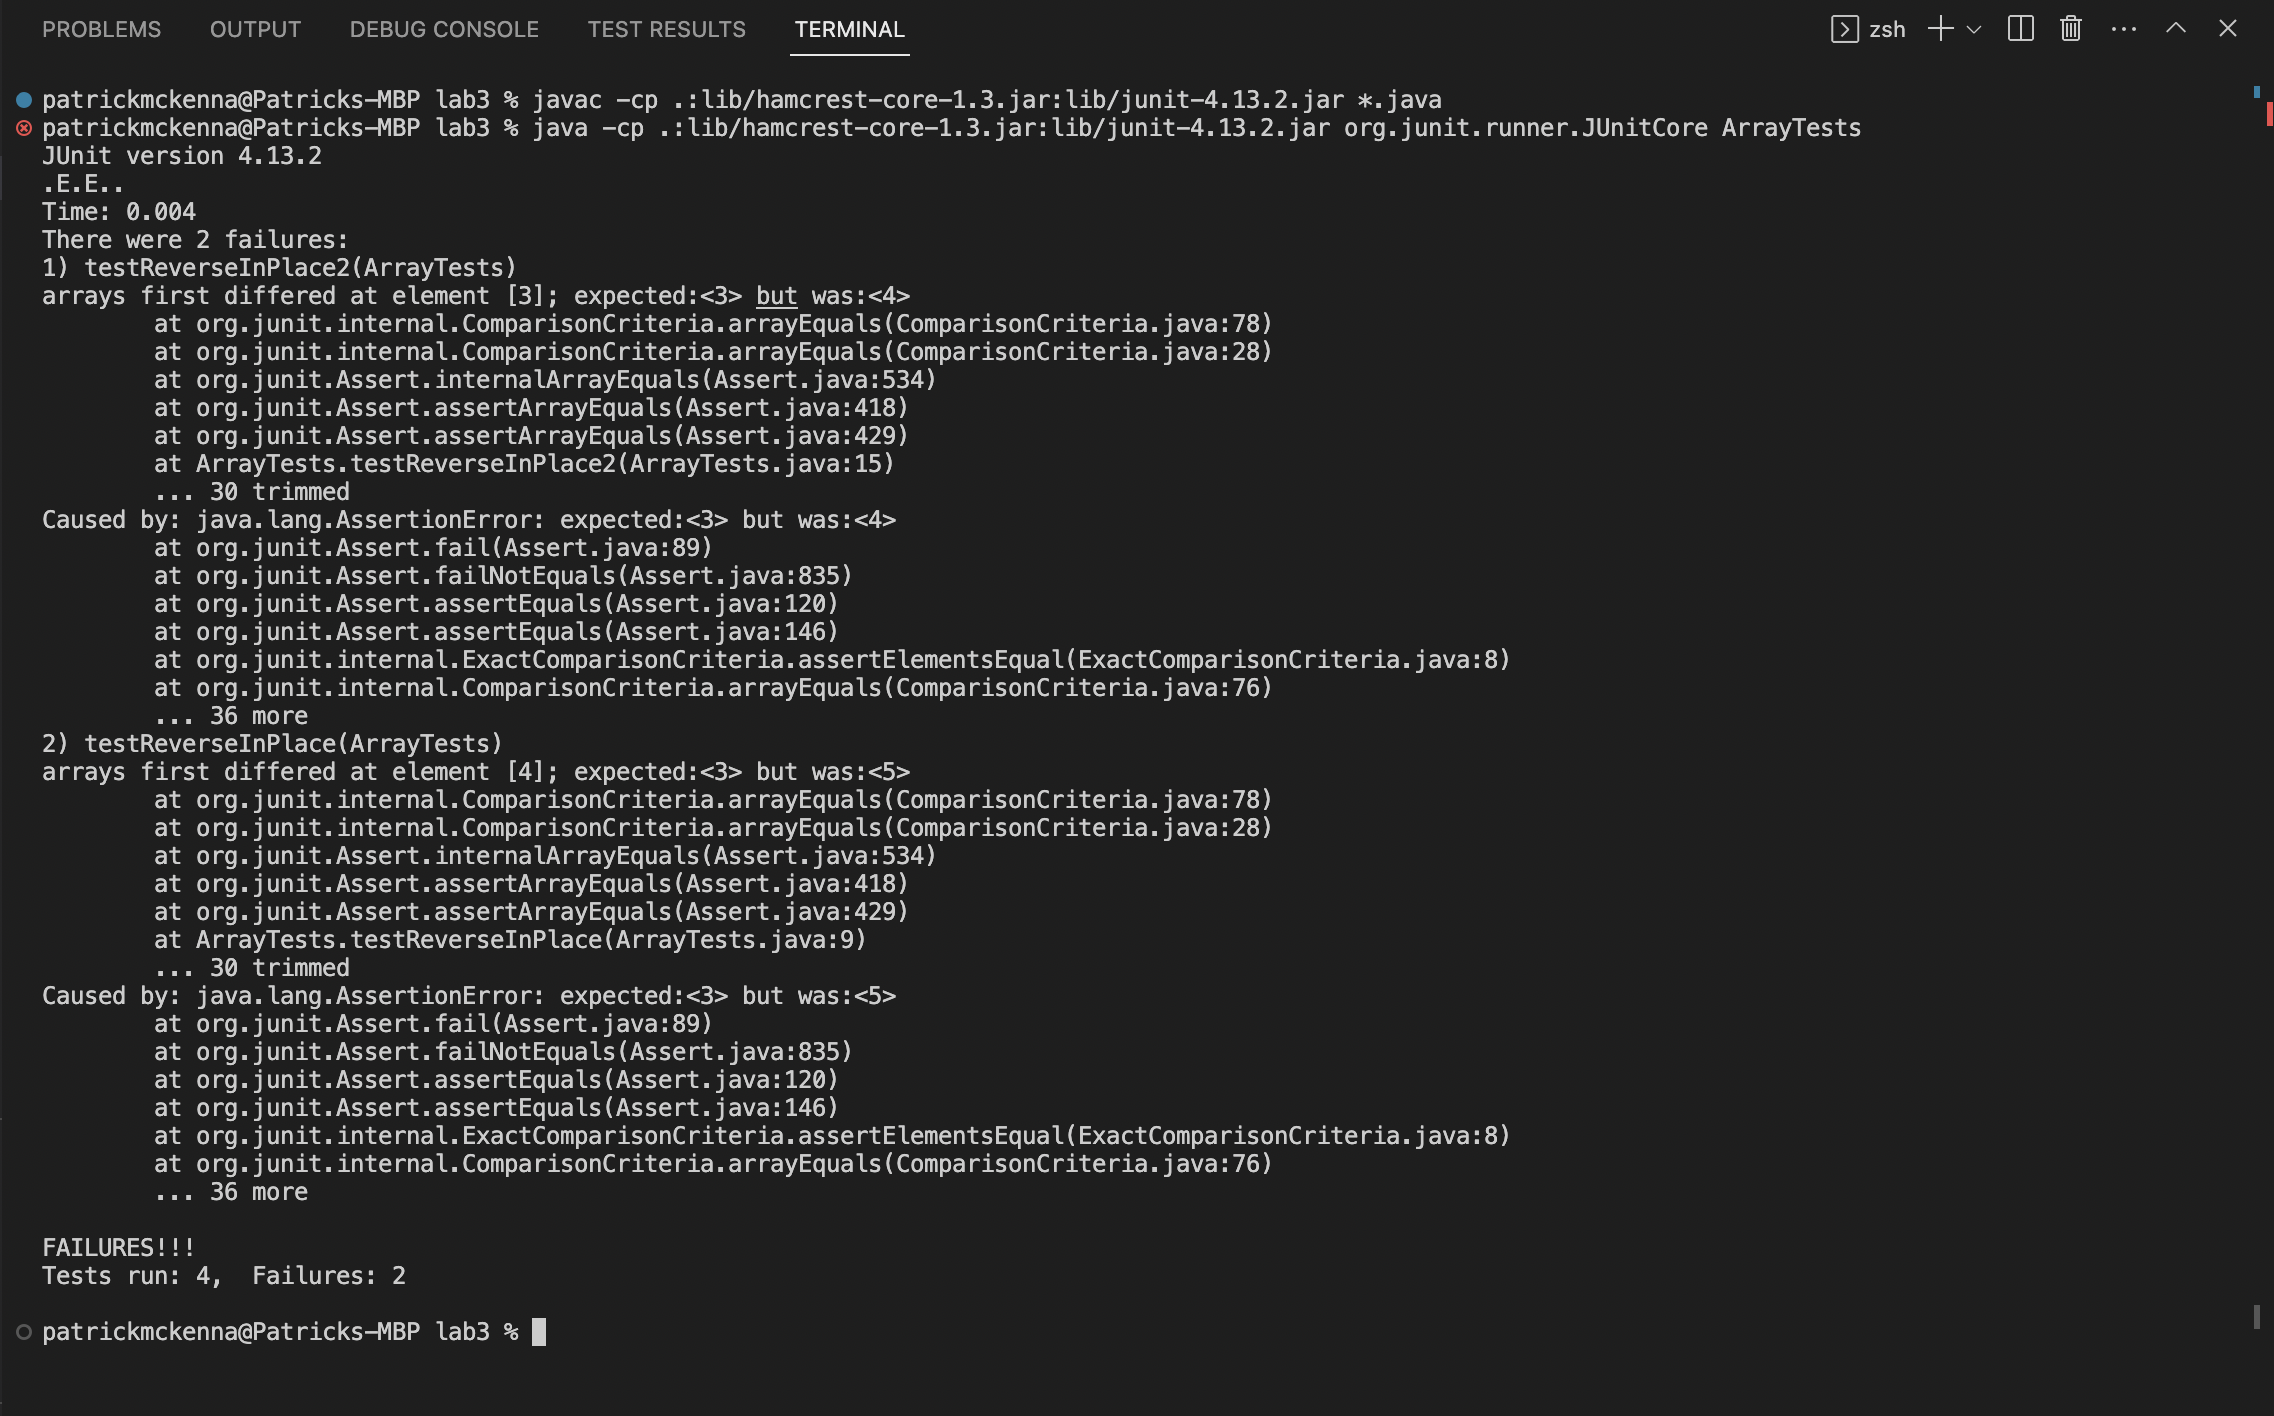 PROBLEMS OUTPUT DEBUG CONSOLE TEST RESULTS TERMINAL zsh
patrickmckenna@Patricks-MBP lab3 % javac -cp .:lib/hamcrest-core-1.3.jar:lib/junit-4.13.2.jar *.java
patrickmckenna@Patricks-MBP lab3 % java -cp .:lib/hamcrest-core-1.3.jar:lib/junit-4.13.2.jar org.junit.runner.JUnitCore ArrayTests
JUnit version 4.13.2
.E.E..
Time: 0.004
There were 2 failures:
1) testReverseInPlace2(ArrayTests)
arrays first differed at element [3]; expected:<3> but was:<4>
        at org.junit.internal.ComparisonCriteria.arrayEquals(ComparisonCriteria.java:78)
        at org.junit.internal.ComparisonCriteria.arrayEquals(ComparisonCriteria.java:28)
        at org.junit.Assert.internalArrayEquals(Assert.java:534)
        at org.junit.Assert.assertArrayEquals(Assert.java:418)
        at org.junit.Assert.assertArrayEquals(Assert.java:429)
        at ArrayTests.testReverseInPlace2(ArrayTests.java:15)
        ... 30 trimmed
Caused by: java.lang.AssertionError: expected:<3> but was:<4>
        at org.junit.Assert.fail(Assert.java:89)
        at org.junit.Assert.failNotEquals(Assert.java:835)
        at org.junit.Assert.assertEquals(Assert.java:120)
        at org.junit.Assert.assertEquals(Assert.java:146)
        at org.junit.internal.ExactComparisonCriteria.assertElementsEqual(ExactComparisonCriteria.java:8)
        at org.junit.internal.ComparisonCriteria.arrayEquals(ComparisonCriteria.java:76)
        ... 36 more
2) testReverseInPlace(ArrayTests)
arrays first differed at element [4]; expected:<3> but was:<5>
        at org.junit.internal.ComparisonCriteria.arrayEquals(ComparisonCriteria.java:78)
        at org.junit.internal.ComparisonCriteria.arrayEquals(ComparisonCriteria.java:28)
        at org.junit.Assert.internalArrayEquals(Assert.java:534)
        at org.junit.Assert.assertArrayEquals(Assert.java:418)
        at org.junit.Assert.assertArrayEquals(Assert.java:429)
        at ArrayTests.testReverseInPlace(ArrayTests.java:9)
        ... 30 trimmed
Caused by: java.lang.AssertionError: expected:<3> but was:<5>
        at org.junit.Assert.fail(Assert.java:89)
        at org.junit.Assert.failNotEquals(Assert.java:835)
        at org.junit.Assert.assertEquals(Assert.java:120)
        at org.junit.Assert.assertEquals(Assert.java:146)
        at org.junit.internal.ExactComparisonCriteria.assertElementsEqual(ExactComparisonCriteria.java:8)
        at org.junit.internal.ComparisonCriteria.arrayEquals(ComparisonCriteria.java:76)
        ... 36 more
FAILURES!!!
Tests run: 4,  Failures: 2
patrickmckenna@Patricks-MBP lab3 %